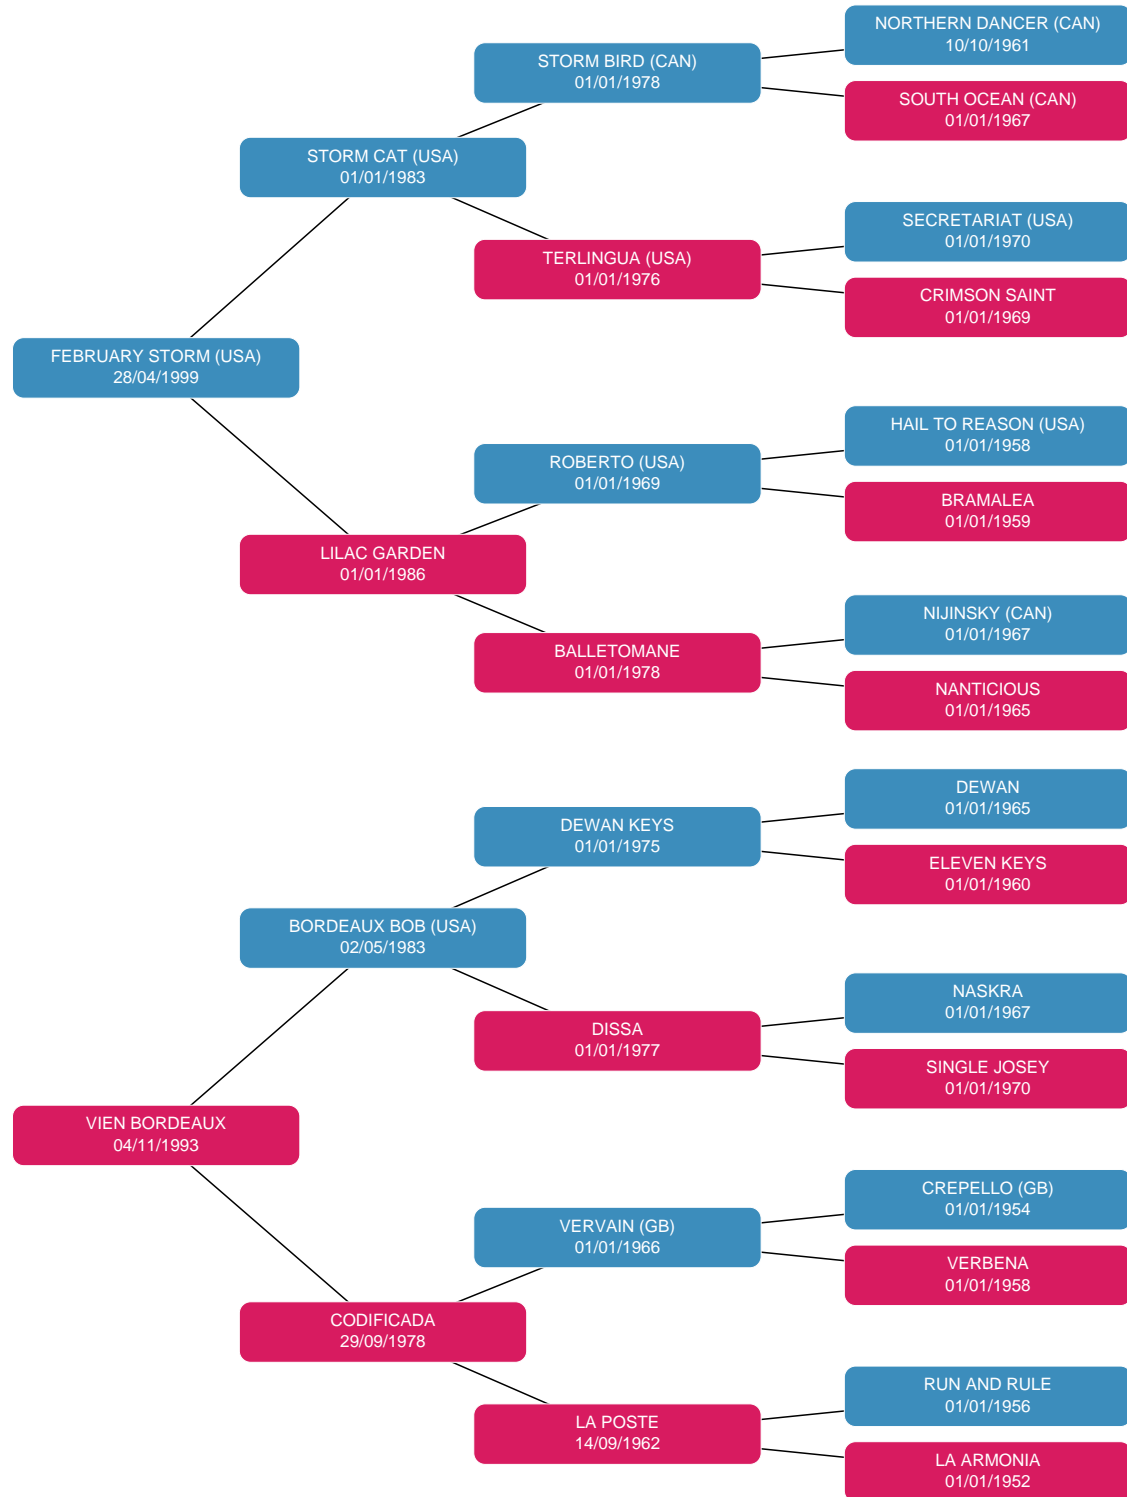 NORTHERN DANCER (CAN)
10/10/1961
STORM BIRD (CAN)
01/01/1978
SOUTH OCEAN (CAN)
01/01/1967
STORM CAT (USA)
01/01/1983
SECRETARIAT (USA)
01/01/1970
TERLINGUA (USA)
01/01/1976
CRIMSON SAINT
01/01/1969
FEBRUARY STORM (USA)
28/04/1999
HAIL TO REASON (USA)
01/01/1958
ROBERTO (USA)
01/01/1969
BRAMALEA
01/01/1959
LILAC GARDEN
01/01/1986
NIJINSKY (CAN)
01/01/1967
BALLETOMANE
01/01/1978
NANTICIOUS
01/01/1965
DEWAN
01/01/1965
DEWAN KEYS
01/01/1975
ELEVEN KEYS
01/01/1960
BORDEAUX BOB (USA)
02/05/1983
NASKRA
01/01/1967
DISSA
01/01/1977
SINGLE JOSEY
01/01/1970
VIEN BORDEAUX
04/11/1993
CREPELLO (GB)
01/01/1954
VERVAIN (GB)
01/01/1966
VERBENA
01/01/1958
CODIFICADA
29/09/1978
RUN AND RULE
01/01/1956
LA POSTE
14/09/1962
LA ARMONIA
01/01/1952